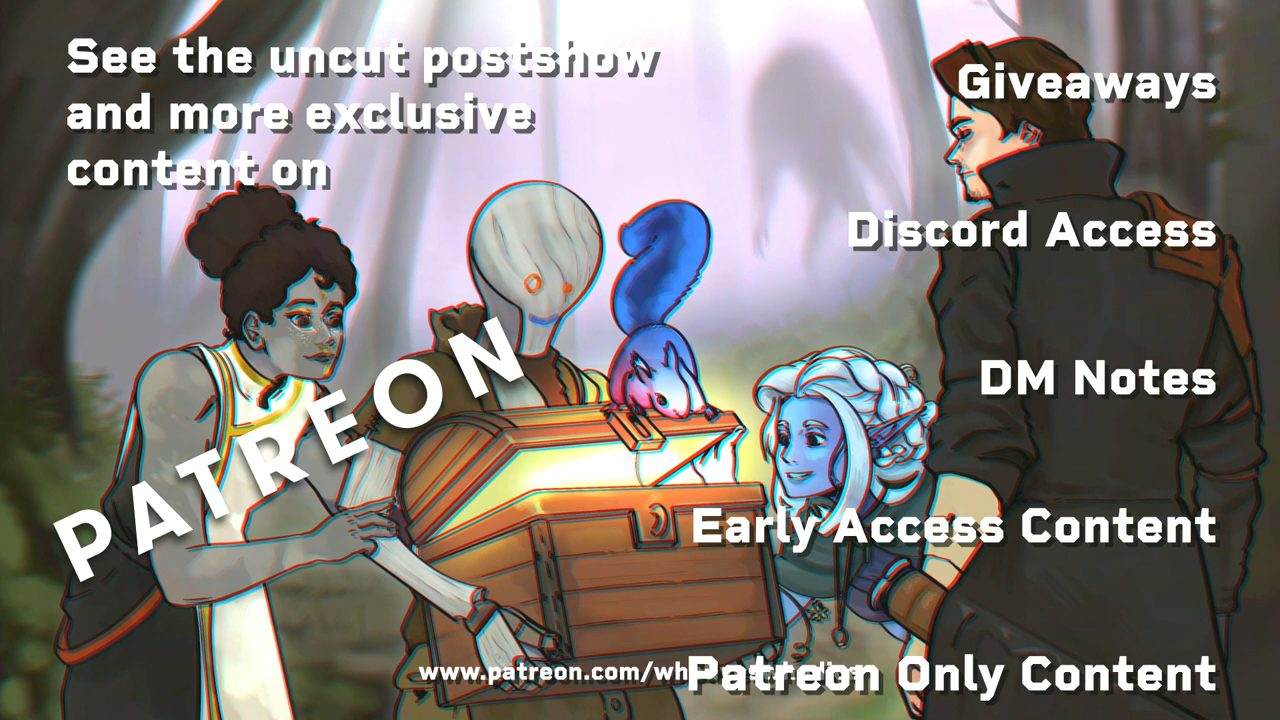 See the uncut postshow
and more exclusive
content on
PATREON
Giveaways
Discord Access
DM Notes
Early Access Content
Patreon Only Content